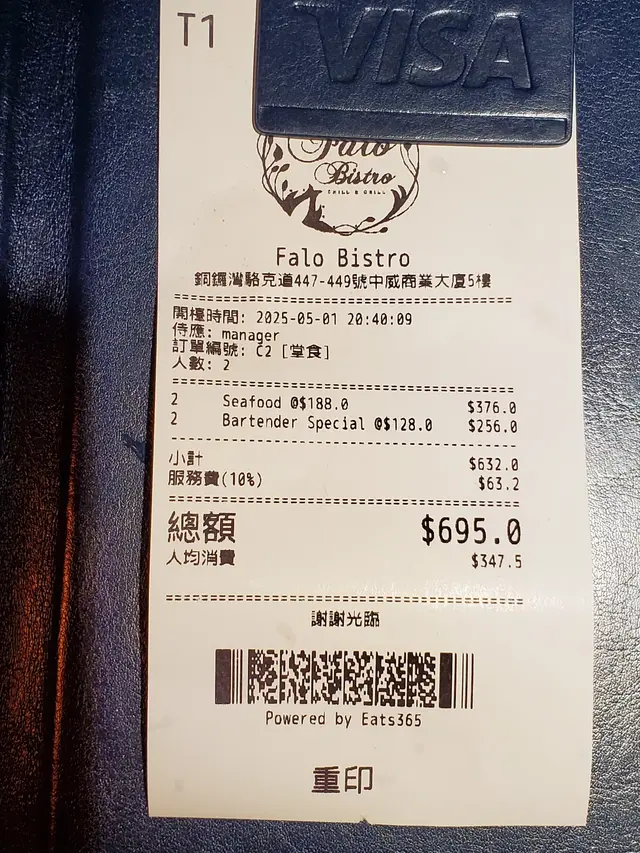 T1
VISA
Falo
Bistro
CHILL & GRILL
Falo Bistro
銅鑼灣駱克道447-449號中威商業大廈5樓
開檯時間: 2025-05-01 20:40:09
侍應: manager
訂單編號: C2 [堂食]
人數: 2
2 Seafood @$188.0 $376.0
2 Bartender Special @$128.0 $256.0
小計 $632.0
服務費(10%) $63.2
總額 $695.0
人均消費 $347.5
謝謝光臨
Powered by Eats365
重印